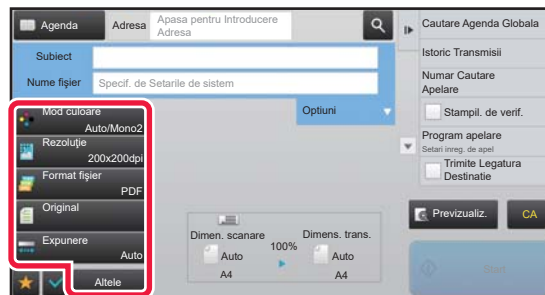 Agenda
Adresa
Apasa pentru Introducere
Adresa
Subiect
Nume fişier
Specif. de Setarile de sistem
Optiuni
Mod culoare
Auto/Mono2
Rezoluţie
200x200dpi
Format fişier
PDF
Original
Expunere
Auto
Altele
Dimen. scanare
100%
Dimens. trans.
Auto
Auto
A4
A4
Cautare Agenda Globala
Istoric Transmisii
Numar Cautare
Apelare
Stampil. de verif.
Program apelare
Setari inreg. de apel
Trimite Legatura
Destinatie
Previzualiz.
CA
Start